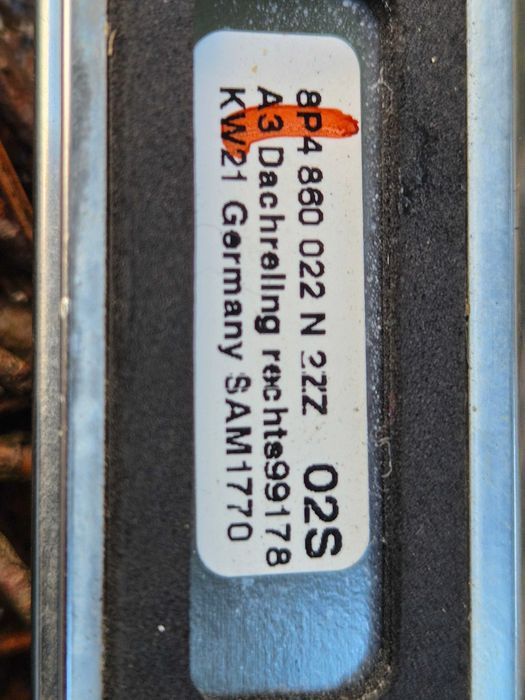 8P4 860 022 N 2ZZ 02S
A3 Dachreling rechts99178
KW21 Germany SAM1770